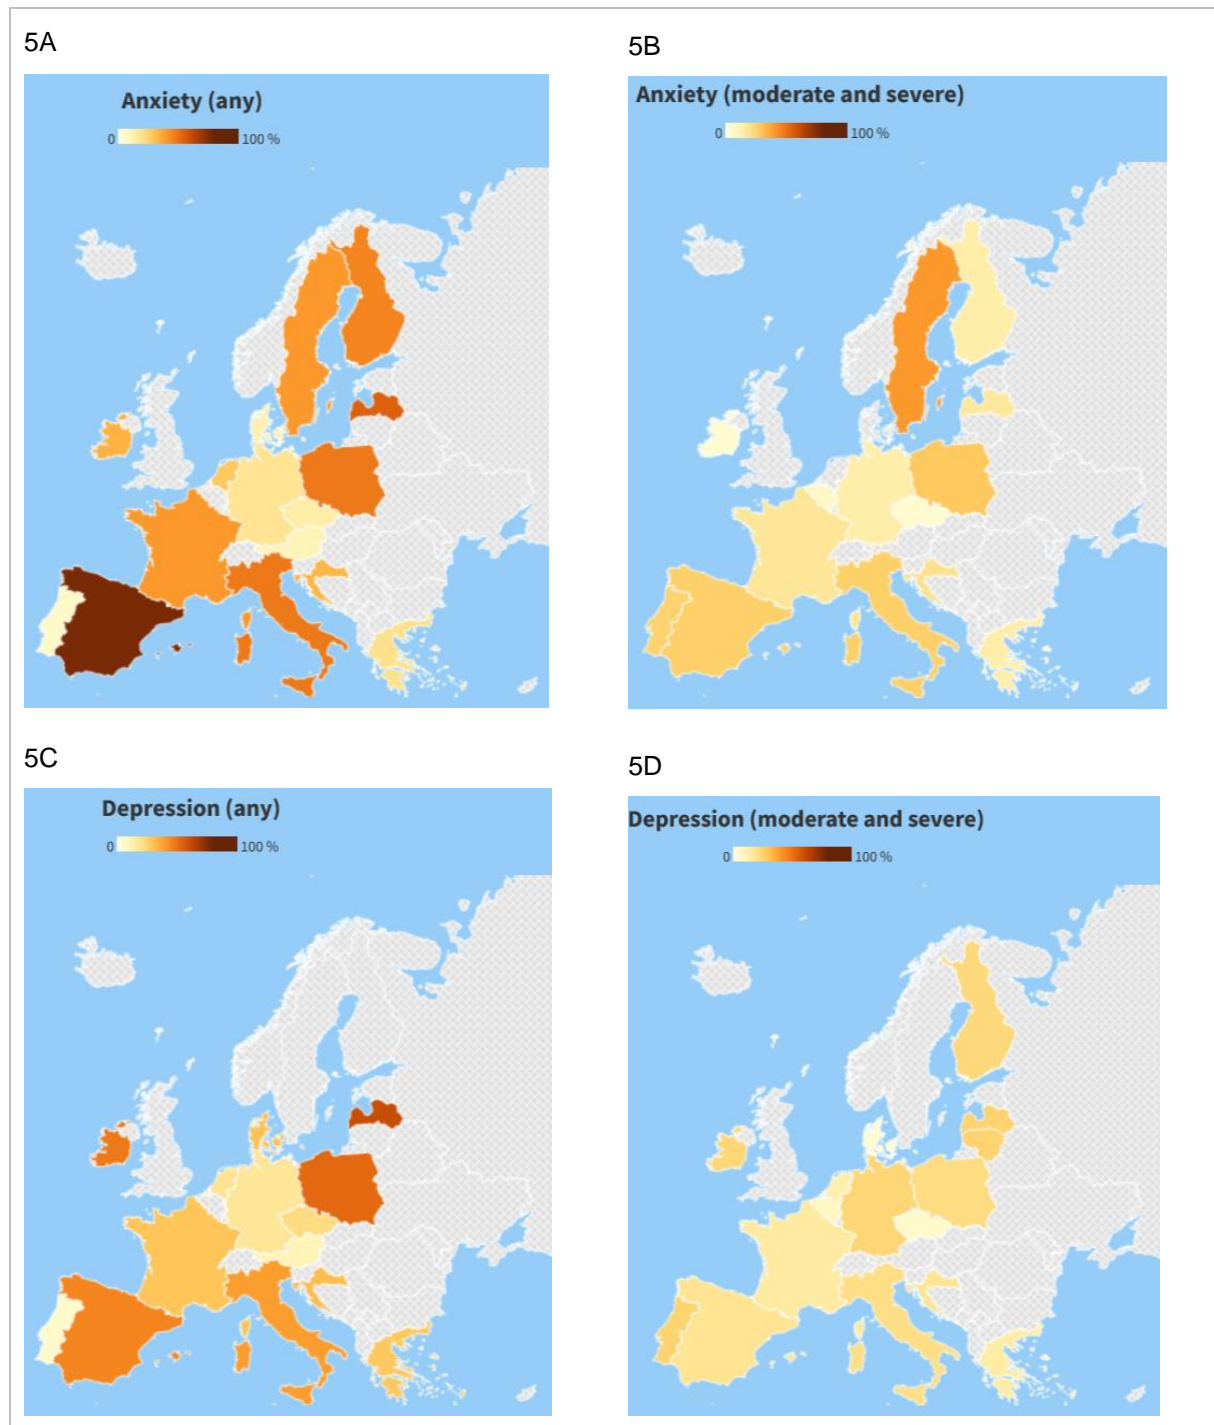 5A
5B
Anxiety (any)
0 100 %
Anxiety (moderate and severe)
0 100 %
5C
5D
Depression (any)
0 100 %
Depression (moderate and severe)
0 100 %